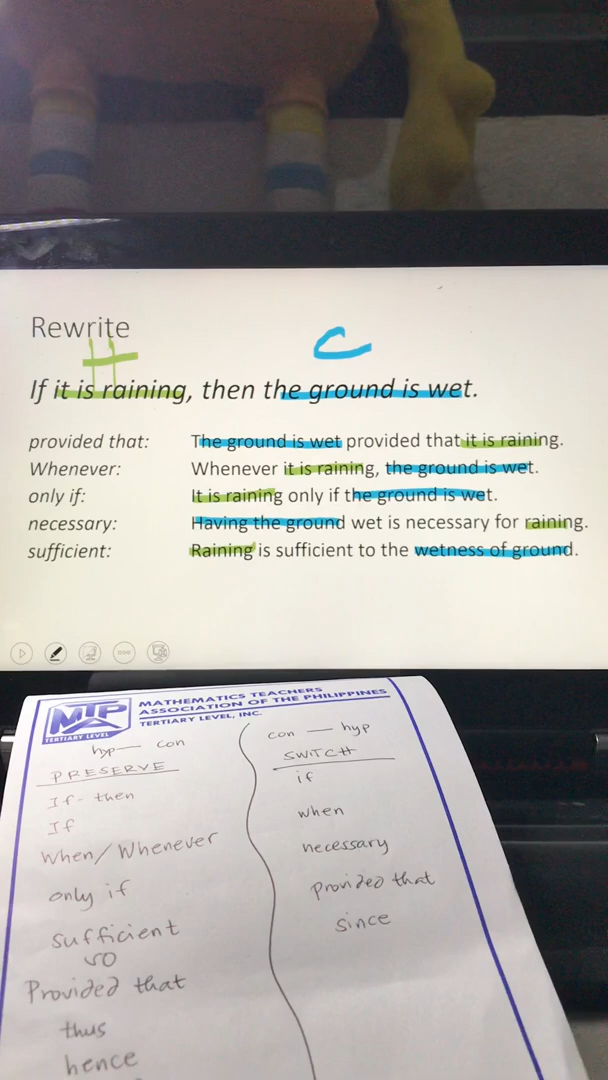 Rewrite
H C
If it is raining, then the ground is wet.
provided that: The ground is wet provided that it is raining.
Whenever: Whenever it is raining, the ground is wet.
only if: It is raining only if the ground is wet.
necessary: Having the ground wet is necessary for raining.
sufficient: Raining is sufficient to the wetness of ground.
MTAP
TERTIARY LEVEL
MATHEMATICS TEACHERS
ASSOCIATION OF THE PHILIPPINES
TERTIARY LEVEL, INC.
hyp — con
PRESERVE
If - then
If
When/Whenever
only if
sufficient
so
Provided that
thus
hence
con — hyp
SWITCH
if
when
necessary
provided that
since